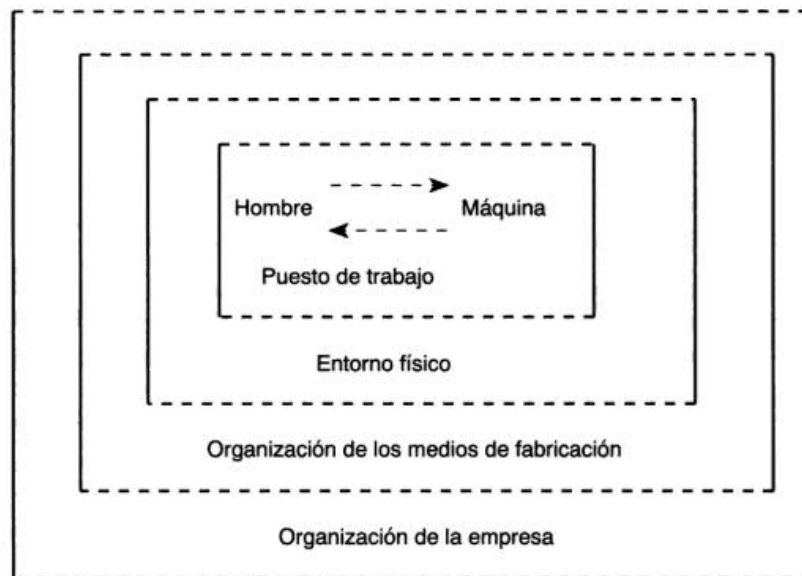 Hombre Máquina
Puesto de trabajo
Entorno físico
Organización de los medios de fabricación
Organización de la empresa